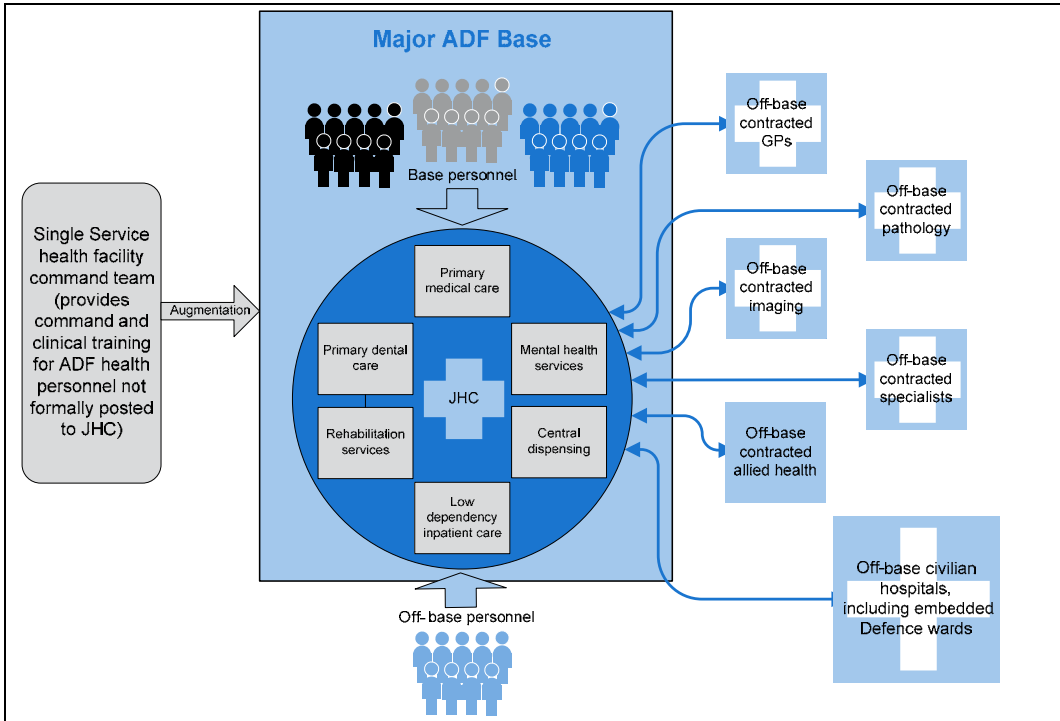 Major ADF Base
Base personnel
Single Service
health facility
command team
(provides
command and
clinical training
for ADF health
personnel not
formally posted
to JHC)
Augmentation
Primary
medical care
Primary dental
care
Mental health
services
JHC
Rehabilitation
services
Central
dispensing
Low
dependency
inpatient care
Off-base personnel
Off-base
contracted
GPs
Off-base
contracted
pathology
Off-base
contracted
imaging
Off-base
contracted
specialists
Off-base
contracted
allied health
Off-base civilian
hospitals,
including embedded
Defence wards